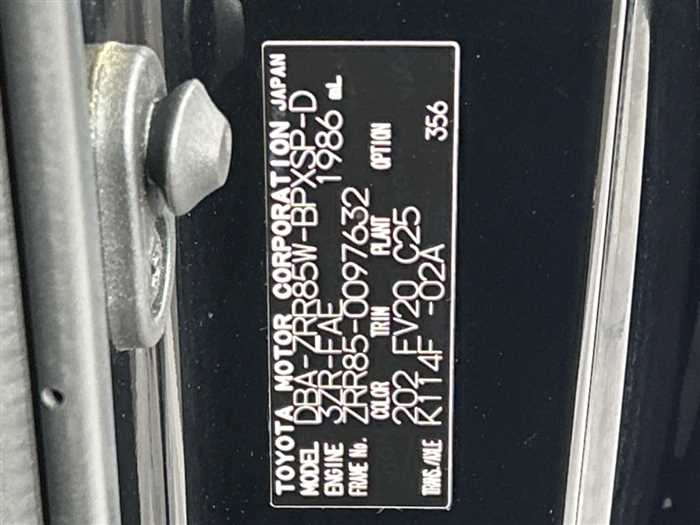 TOYOTA MOTOR CORPORATION JAPAN
MODEL DBA-ZRR85W-BPXSP-D
ENGINE 3ZR-FAE 1986 mL
FRAME No. ZRR85-0097632
COLOR TRIM PLANT OPTION
202 FV20 C25
TRANS./AXLE K114F -02A 356